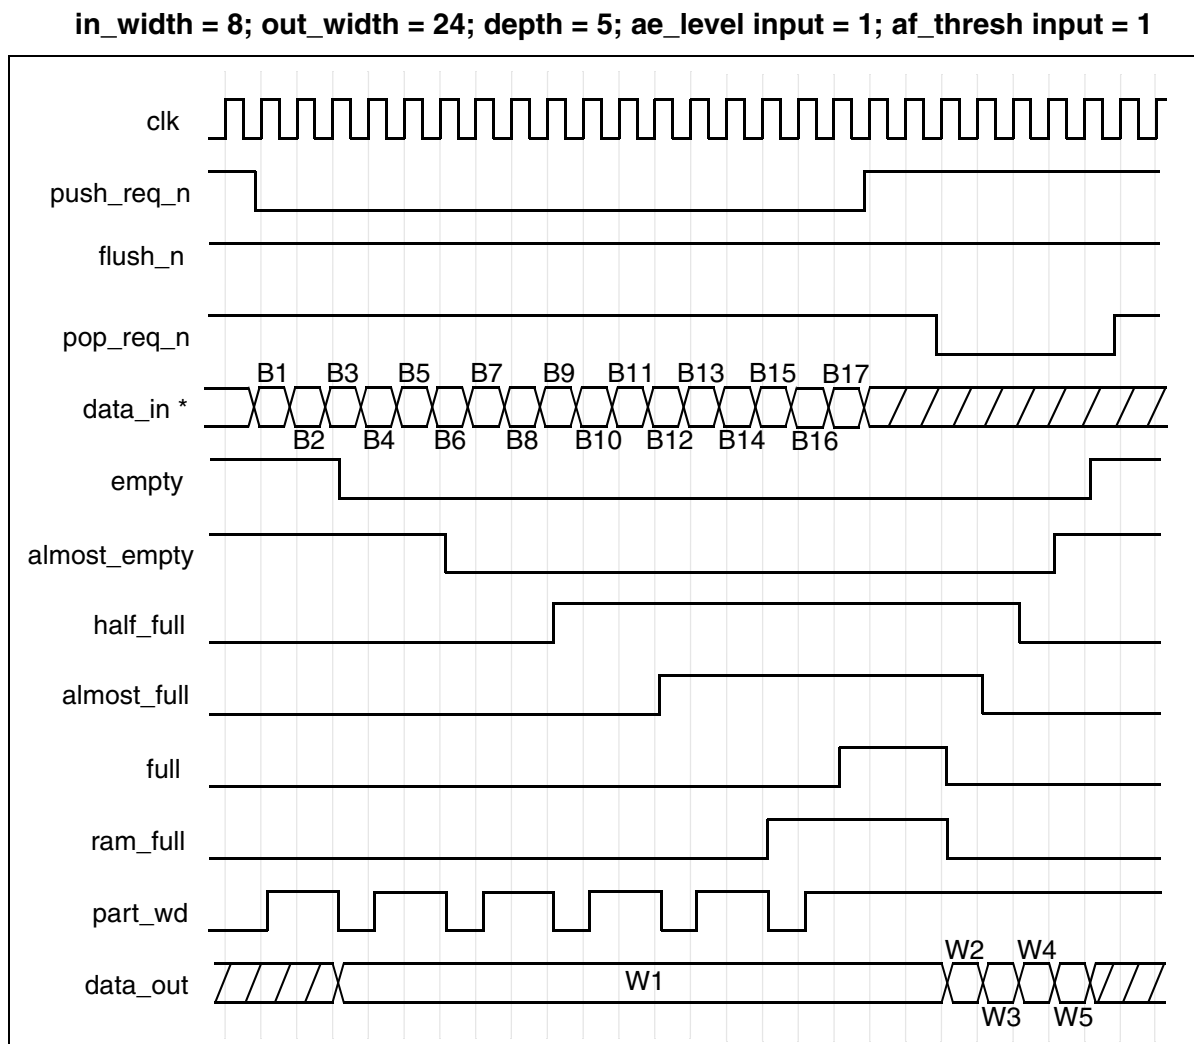 in_width = 8; out_width = 24; depth = 5; ae_level input = 1; af_thresh input = 1
clk
push_req_n
flush_n
pop_req_n
B1 B3 B5 B7 B9 B11 B13 B15 B17
data_in *
B2 B4 B6 B8 B10 B12 B14 B16
empty
almost_empty
half_full
almost_full
full
ram_full
part_wd
W2 W4
data_out W1
W3 W5